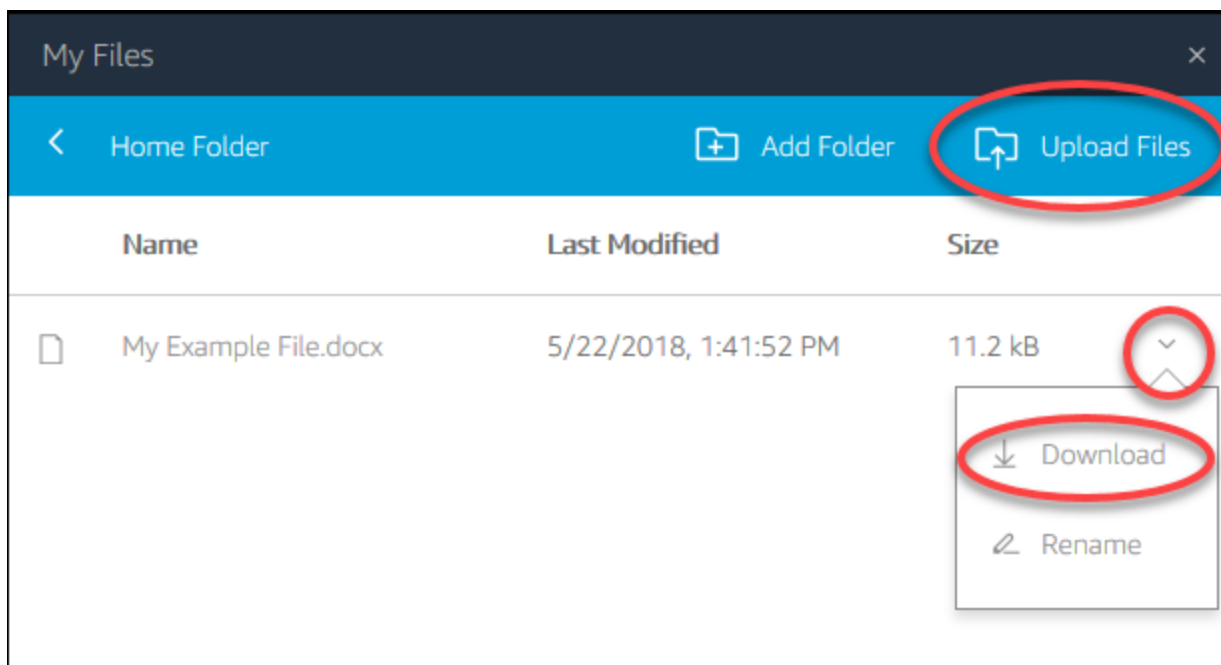 My Files
Home Folder Add Folder Upload Files
Name Last Modified Size
My Example File.docx 5/22/2018, 1:41:52 PM 11.2 kB
Download
Rename